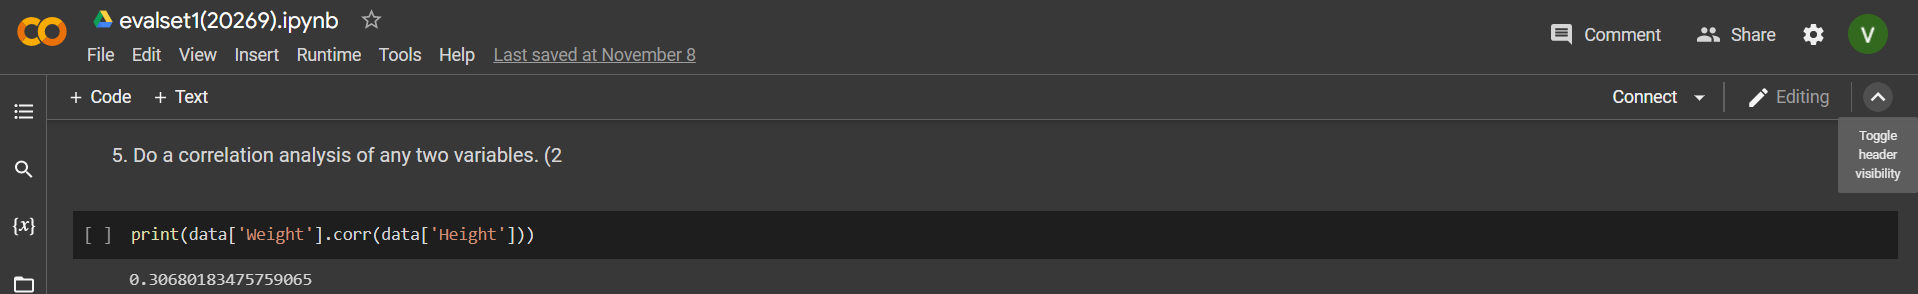 evalset1(20269).ipynb
File Edit View Insert Runtime Tools Help Last saved at November 8
Comment Share V
+ Code + Text
Connect Editing
Toggle
header
visibility
5. Do a correlation analysis of any two variables. (2
{x}
[ ] print(data['Weight'].corr(data['Height']))
0.30680183475759065